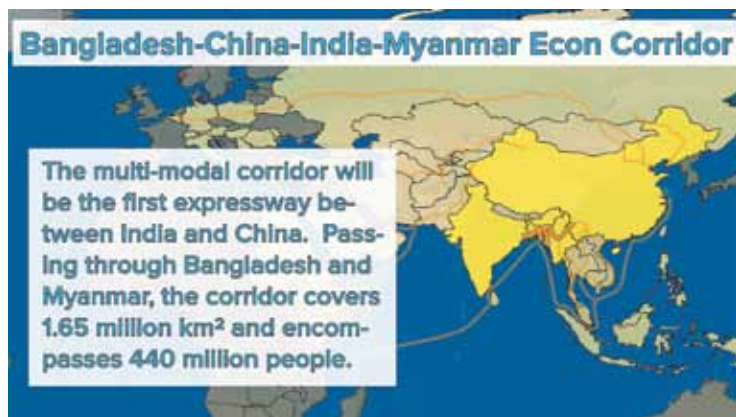 Bangladesh-China-India-Myanmar Econ Corridor
The multi-modal corridor will
be the first expressway be-
tween India and China.  Pass-
ing through Bangladesh and
Myanmar, the corridor covers
1.65 million km² and encom-
passes 440 million people.